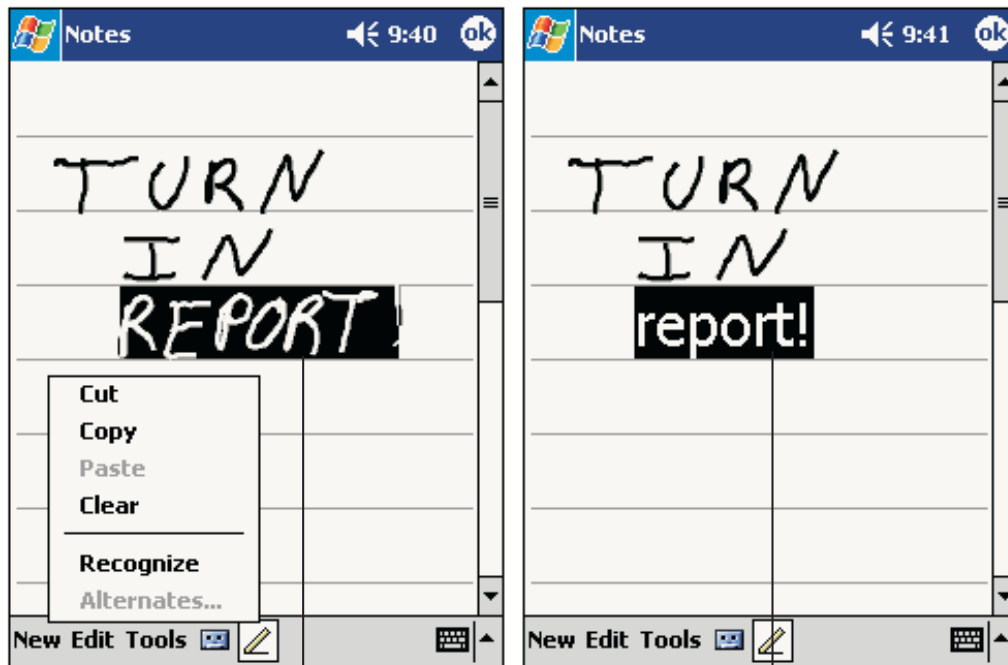 Notes 9:40 ok
TURN
IN
REPORT!
Cut
Copy
Paste
Clear
Recognize
Alternates...
New Edit Tools
Notes 9:41 ok
TURN
IN
report!
New Edit Tools